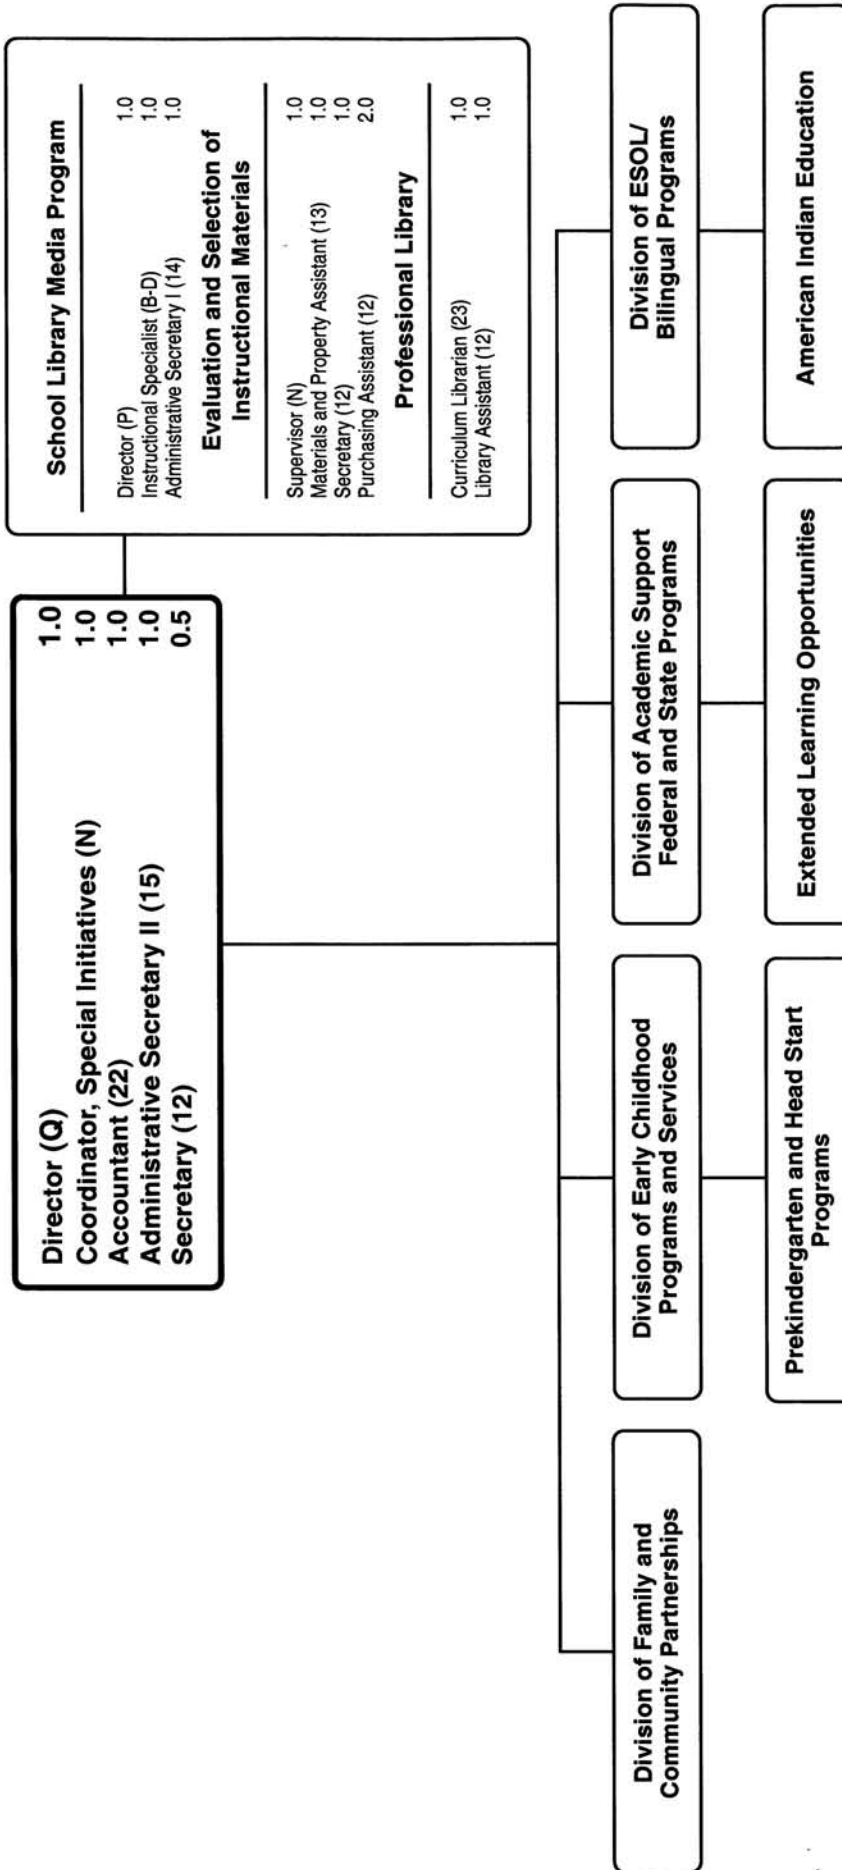 Director (Q) 1.0
Coordinator, Special Initiatives (N) 1.0
Accountant (22) 1.0
Administrative Secretary II (15) 1.0
Secretary (12) 0.5
School Library Media Program
Director (P) 1.0
Instructional Specialist (B-D) 1.0
Administrative Secretary I (14) 1.0
Evaluation and Selection of
Instructional Materials
Supervisor (N) 1.0
Materials and Property Assistant (13) 1.0
Secretary (12) 1.0
Purchasing Assistant (12) 2.0
Professional Library
Curriculum Librarian (23) 1.0
Library Assistant (12) 1.0
Division of Family and
Community Partnerships
Division of Early Childhood
Programs and Services
Division of Academic Support
Federal and State Programs
Division of ESOL/
Bilingual Programs
Prekindergarten and Head Start
Programs
Extended Learning Opportunities
American Indian Education